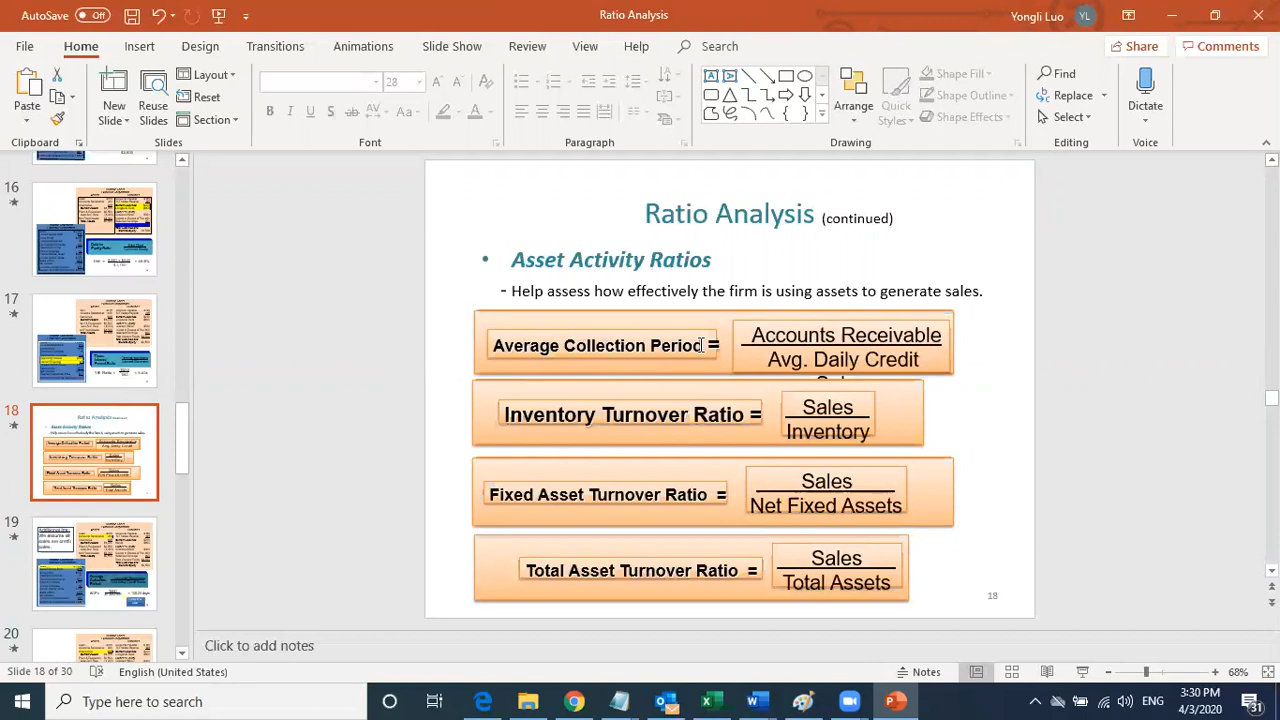 AutoSave Off
Ratio Analysis
Yongli Luo YL
File Home Insert Design Transitions Animations Slide Show Review View Help Search Share Comments
Paste
New Slide
Reuse Slides
Layout
Reset
Section
28
B I U S ab AV Aa A A
Arrange
Quick Styles
Shape Fill
Shape Outline
Shape Effects
Find
Replace
Select
Dictate
Clipboard Slides Font Paragraph Drawing Editing Voice
16
17
18
19
20
Ratio Analysis (continued)
• Asset Activity Ratios
- Help assess how effectively the firm is using assets to generate sales.
Average Collection Period =
Accounts Receivable
Avg. Daily Credit
Inventory Turnover Ratio =
Sales
Inventory
Fixed Asset Turnover Ratio =
Sales
Net Fixed Assets
Total Asset Turnover Ratio =
Sales
Total Assets
18
Click to add notes
Slide 18 of 30 English (United States) Notes 68%
Type here to search
ENG
3:30 PM
4/3/2020
31